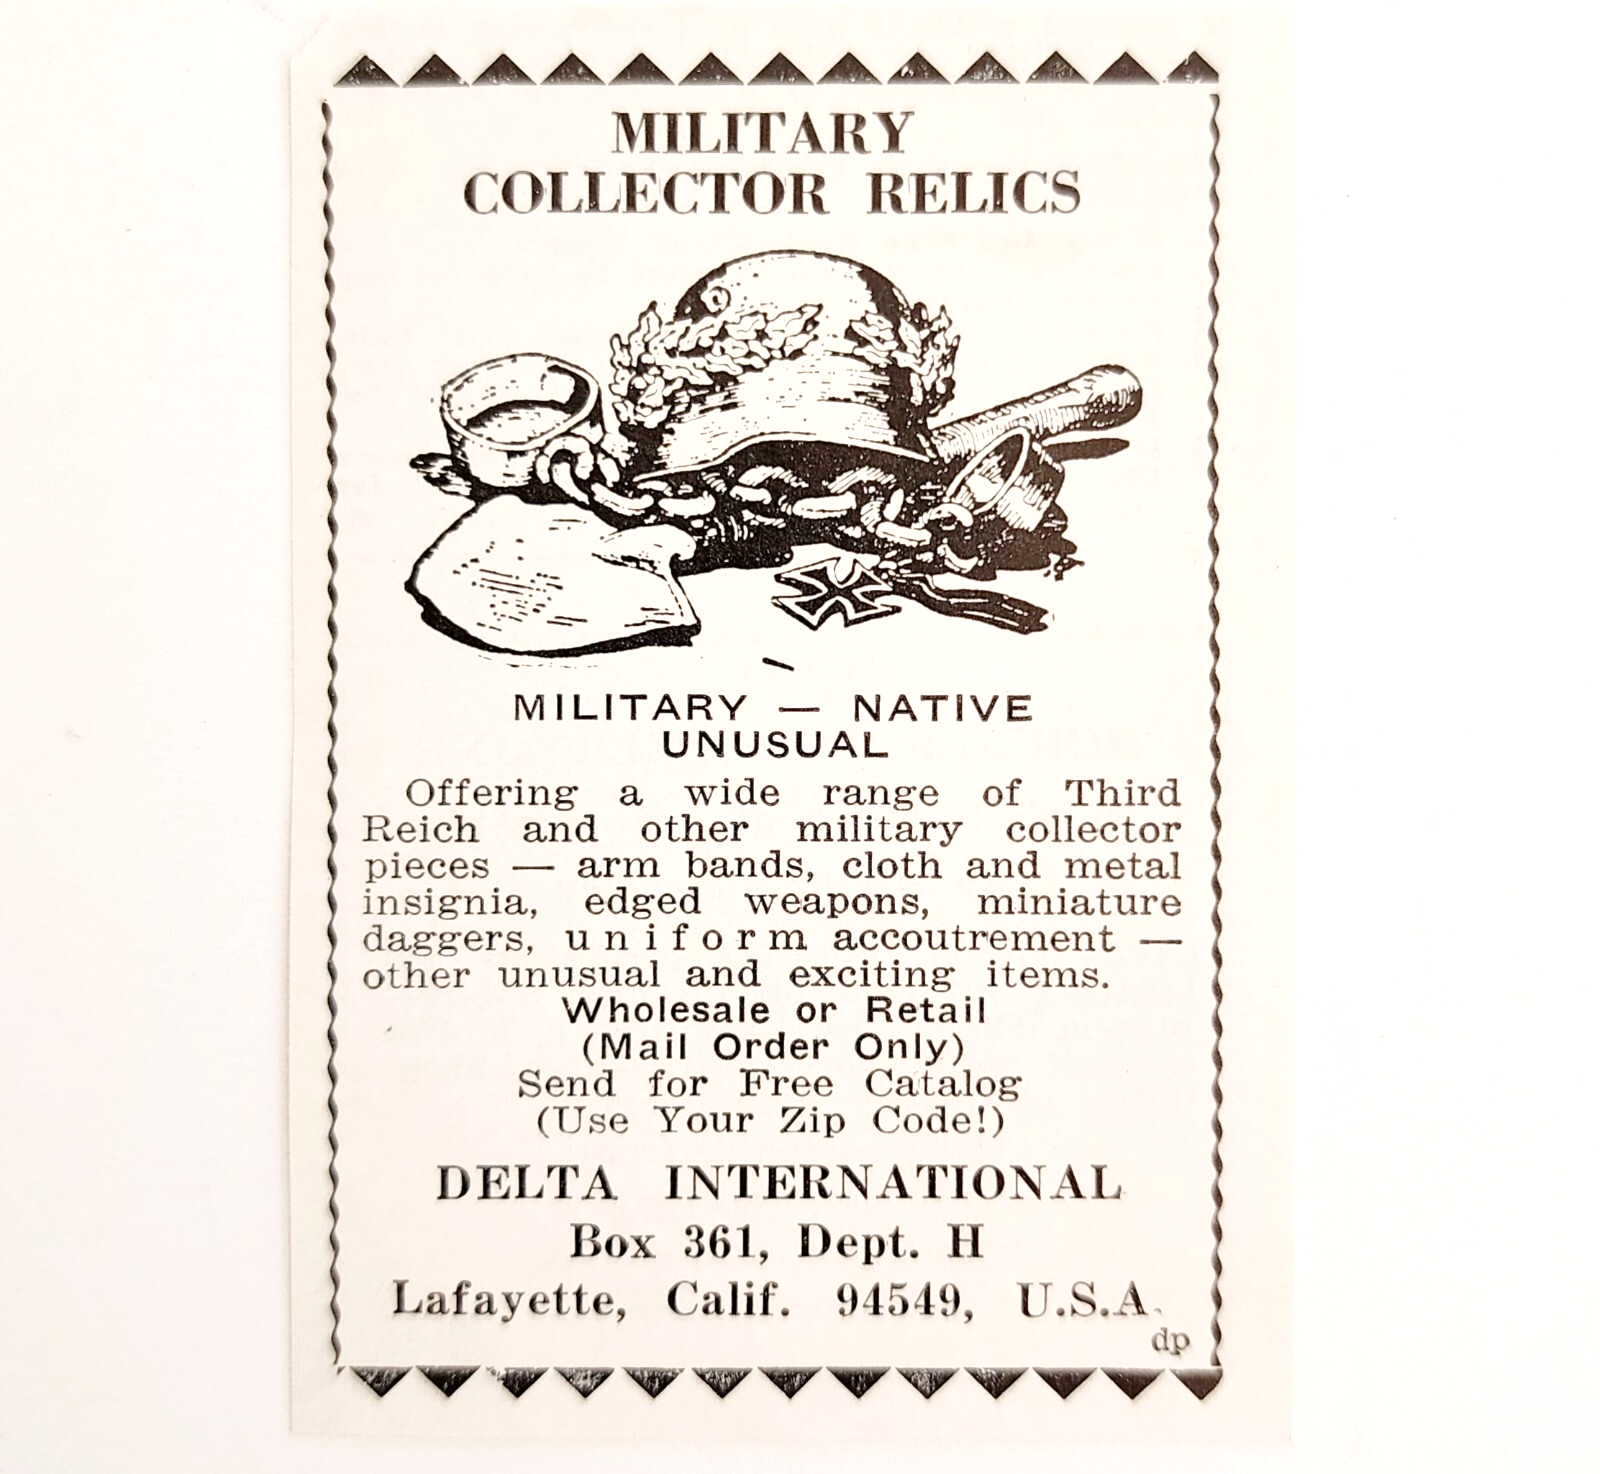 MILITARY
COLLECTOR RELICS
MILITARY — NATIVE
UNUSUAL
Offering a wide range of Third
Reich and other military collector
pieces — arm bands, cloth and metal
insignia, edged weapons, miniature
daggers, uniform accoutrement —
other unusual and exciting items.
Wholesale or Retail
(Mail Order Only)
Send for Free Catalog
(Use Your Zip Code!)
DELTA INTERNATIONAL
Box 361, Dept. H
Lafayette, Calif. 94549, U.S.A.
dp